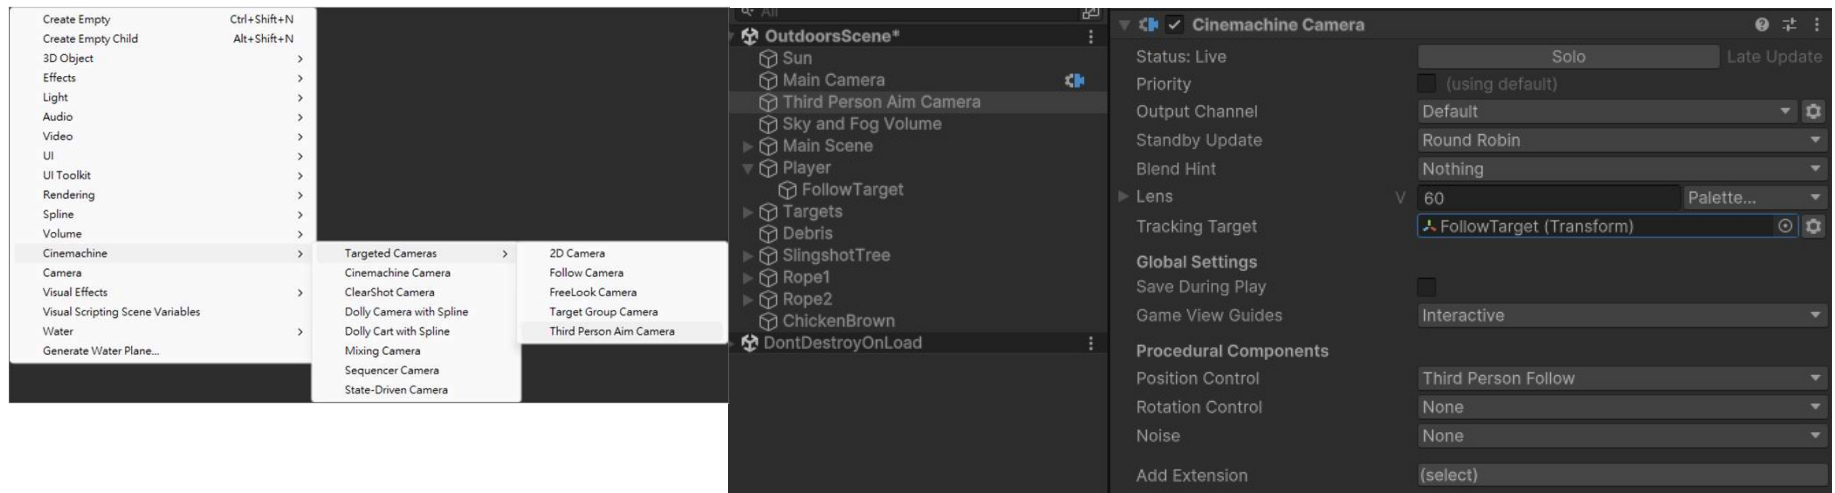 Create Empty Ctrl+Shift+N
Create Empty Child Alt+Shift+N
3D Object
Effects
Light
Audio
Video
UI
UI Toolkit
Rendering
Spline
Volume
Cinemachine
Camera
Visual Effects
Visual Scripting Scene Variables
Water
Generate Water Plane...
Targeted Cameras
Cinemachine Camera
ClearShot Camera
Dolly Camera with Spline
Dolly Cart with Spline
Mixing Camera
Sequencer Camera
State-Driven Camera
2D Camera
Follow Camera
FreeLook Camera
Target Group Camera
Third Person Aim Camera
All
OutdoorsScene*
Sun
Main Camera
Third Person Aim Camera
Sky and Fog Volume
Main Scene
Player
FollowTarget
Targets
Debris
SlingshotTree
Rope1
Rope2
ChickenBrown
DontDestroyOnLoad
Cinemachine Camera
Status: Live Solo Late Update
Priority (using default)
Output Channel Default
Standby Update Round Robin
Blend Hint Nothing
Lens V 60 Palette...
Tracking Target FollowTarget (Transform)
Global Settings
Save During Play
Game View Guides Interactive
Procedural Components
Position Control Third Person Follow
Rotation Control None
Noise None
Add Extension (select)